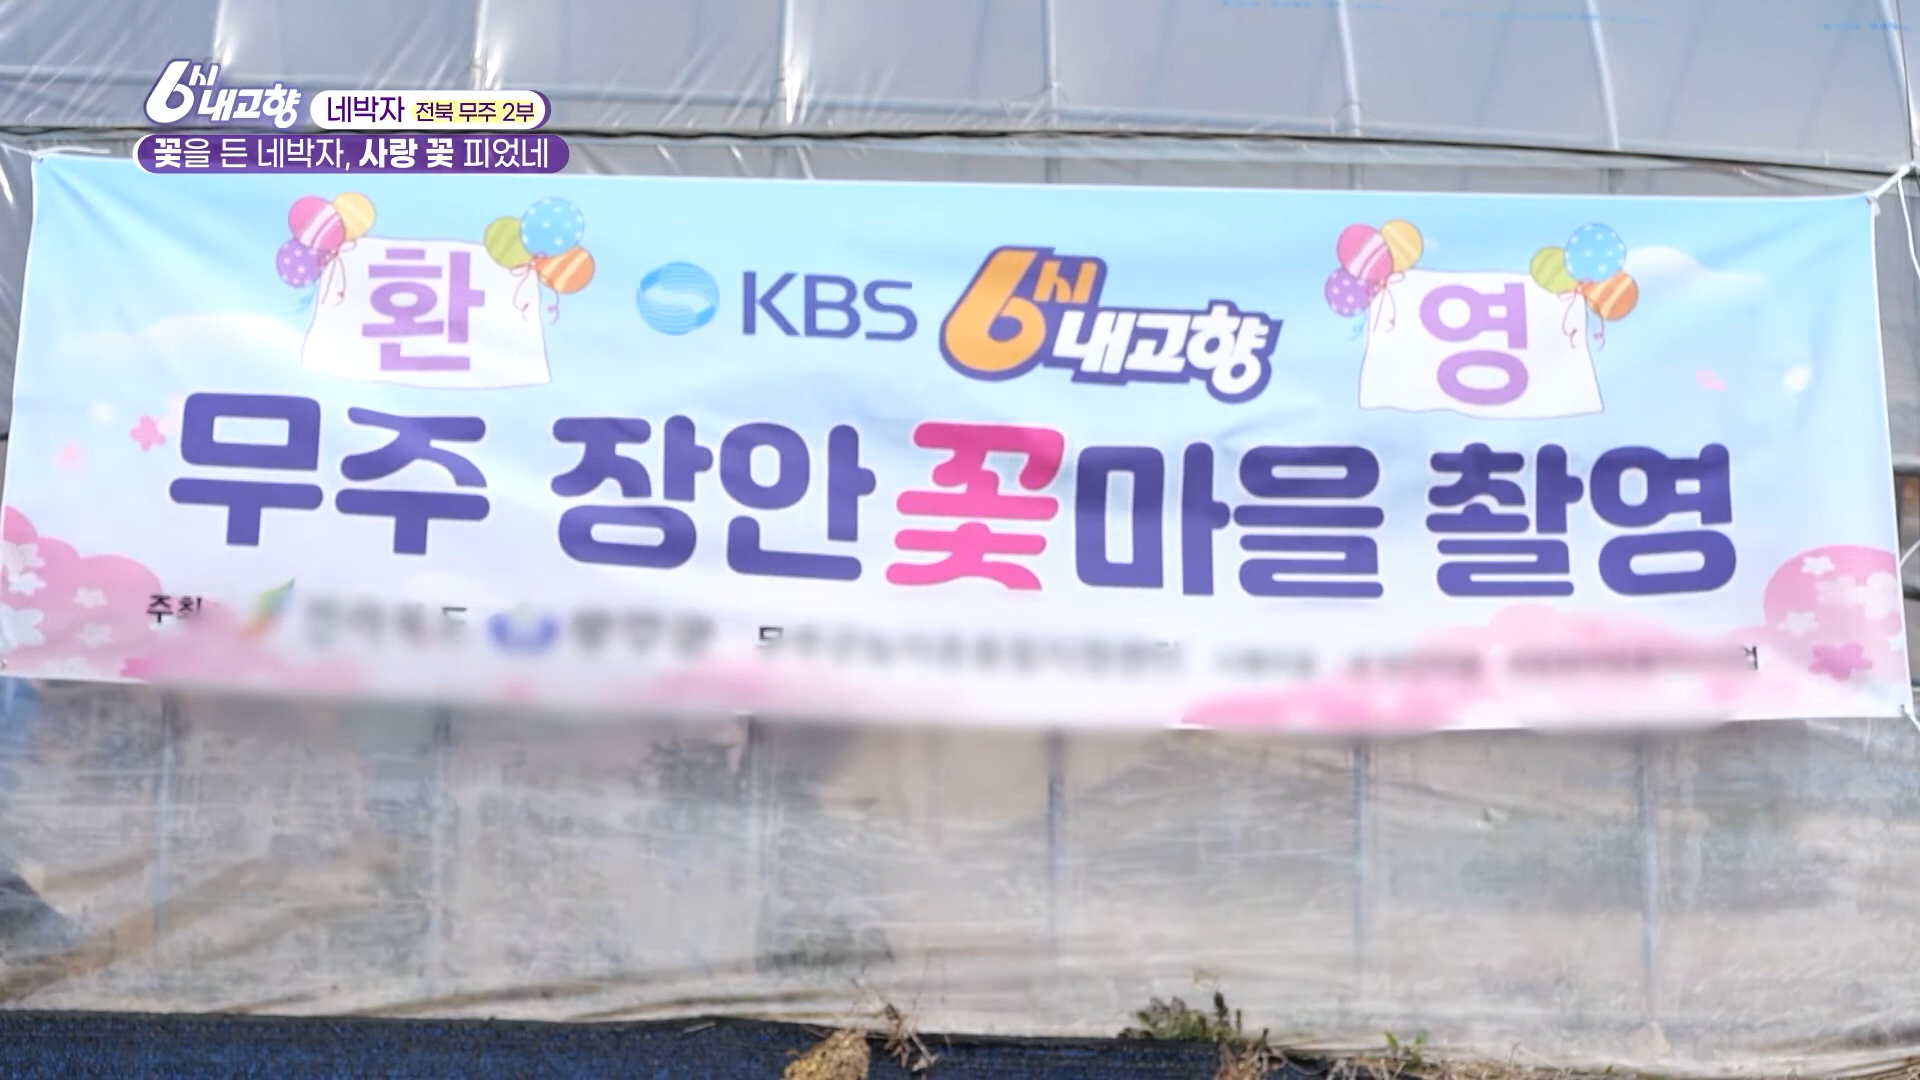 6시 내고향 네박자 전북 무주 2부
꽃을 든 네박자, 사랑 꽃 피었네
환 KBS 6시 내고향 영
무주 장안꽃마을 촬영